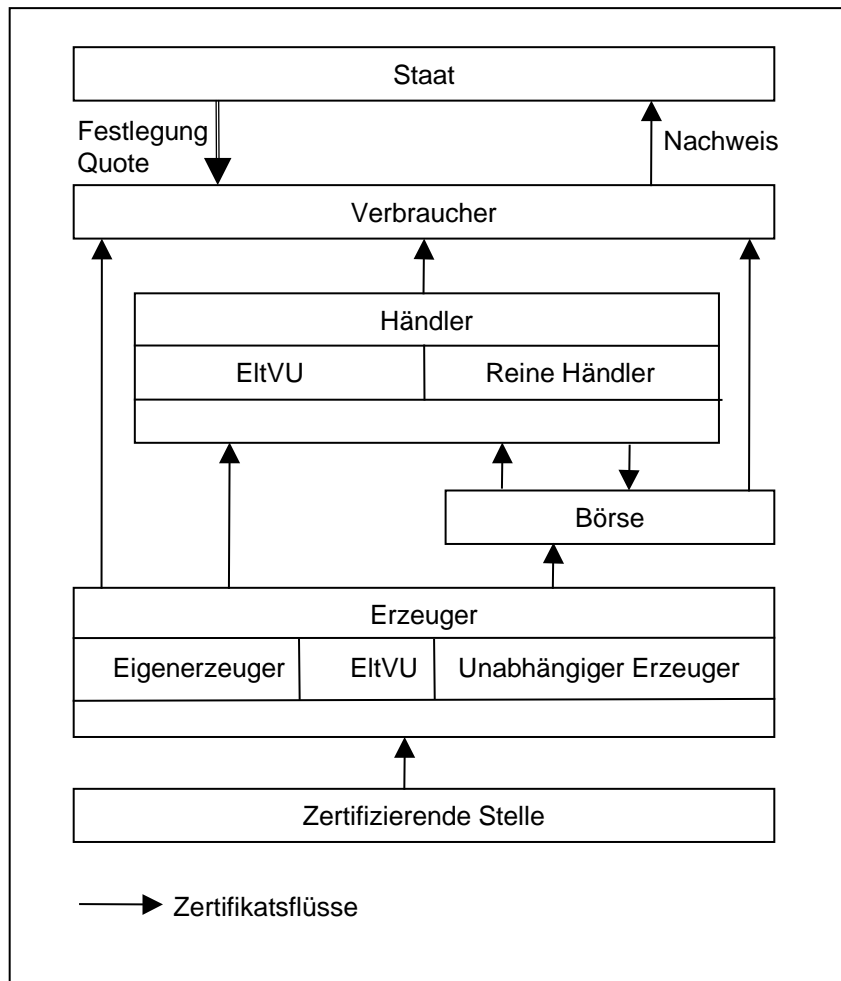 Staat
Festlegung
Quote
Nachweis
Verbraucher
Händler
EltVU
Reine Händler
Börse
Erzeuger
Eigenerzeuger
EltVU
Unabhängiger Erzeuger
Zertifizierende Stelle
Zertifikatsflüsse